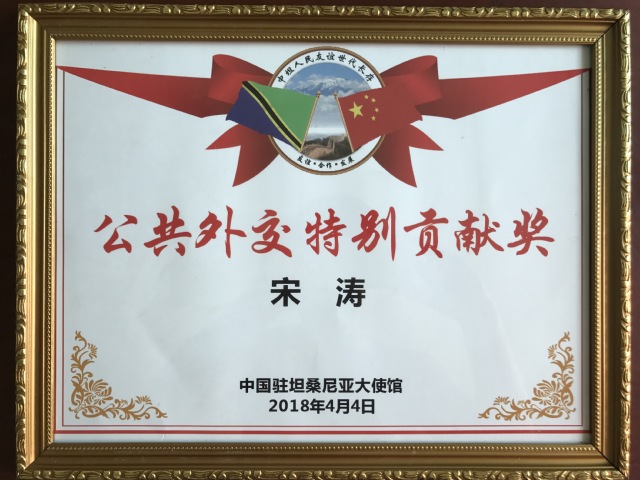 中坦人民友谊世代长存
友谊·合作·发展
公共外交特别贡献奖
宋 涛
中国驻坦桑尼亚大使馆
2018年4月4日